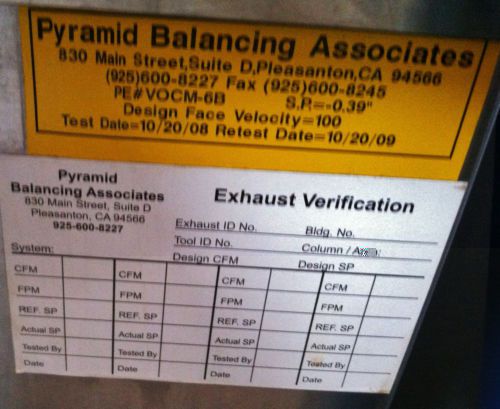 Pyramid Balancing Associates
830 Main Street,Suite D,Pleasanton,CA 94566
(925)600-8227 Fax (925)600-8245
PE#VOCM-6B S.P.=-0.39"
Design Face Velocity=100
Test Date=10/20/08 Retest Date=10/20/09
Pyramid
Balancing Associates
830 Main Street, Suite D
Pleasanton, CA 94566
925-600-8227
Exhaust Verification
Exhaust ID No. Bldg. No.
Tool ID No. Column /
System: Design CFM Design SP
CFM CFM CFM CFM
FPM FPM FPM FPM
REF. SP REF. SP REF. SP REF. SP
Actual SP Actual SP Actual SP Actual SP
Tested By Tested By Tested By Tested By
Date Date Date Date